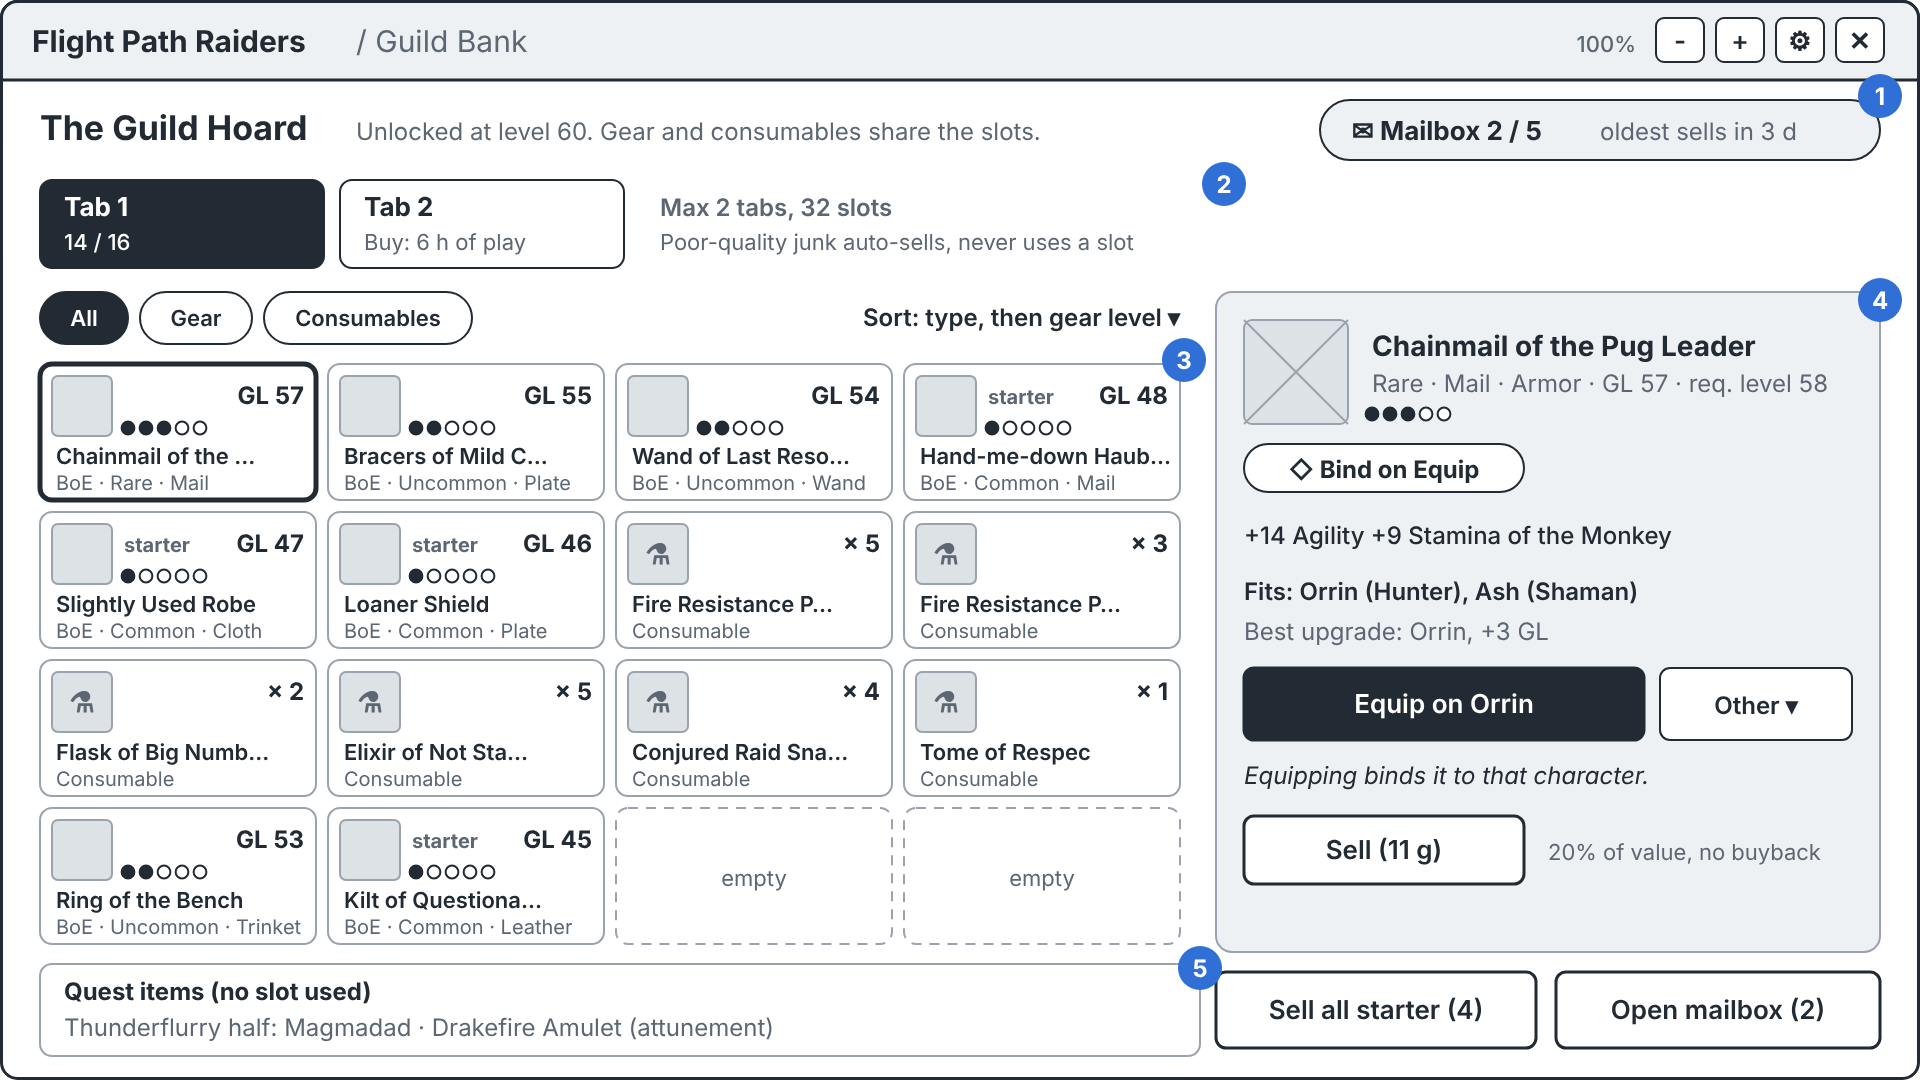 Flight Path Raiders / Guild Bank
100% - + ⚙ ✕
1
The Guild Hoard
Unlocked at level 60. Gear and consumables share the slots.
✉ Mailbox 2 / 5 oldest sells in 3 d
2
Tab 1
14 / 16
Tab 2
Buy: 6 h of play
Max 2 tabs, 32 slots
Poor-quality junk auto-sells, never uses a slot
All
Gear
Consumables
Sort: type, then gear level ▾
3
GL 57
Chainmail of the ...
BoE · Rare · Mail
GL 55
Bracers of Mild C...
BoE · Uncommon · Plate
GL 54
Wand of Last Reso...
BoE · Uncommon · Wand
starter GL 48
Hand-me-down Haub...
BoE · Common · Mail
starter GL 47
Slightly Used Robe
BoE · Common · Cloth
starter GL 46
Loaner Shield
BoE · Common · Plate
× 5
Fire Resistance P...
Consumable
× 3
Fire Resistance P...
Consumable
× 2
Flask of Big Numb...
Consumable
× 5
Elixir of Not Sta...
Consumable
× 4
Conjured Raid Sna...
Consumable
× 1
Tome of Respec
Consumable
GL 53
Ring of the Bench
BoE · Uncommon · Trinket
starter GL 45
Kilt of Questiona...
BoE · Common · Leather
empty
empty
4
Chainmail of the Pug Leader
Rare · Mail · Armor · GL 57 · req. level 58
◇ Bind on Equip
+14 Agility +9 Stamina of the Monkey
Fits: Orrin (Hunter), Ash (Shaman)
Best upgrade: Orrin, +3 GL
Equip on Orrin
Other ▾
Equipping binds it to that character.
Sell (11 g)
20% of value, no buyback
5
Quest items (no slot used)
Thunderflurry half: Magmadad · Drakefire Amulet (attunement)
Sell all starter (4)
Open mailbox (2)